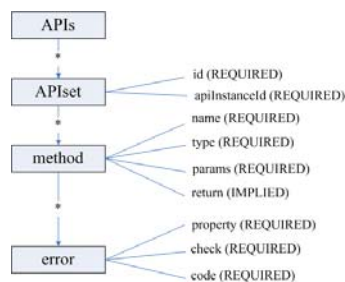 APIs
*
id (REQUIRED)
APIset
apiInstanceId (REQUIRED)
*
name (REQUIRED)
type (REQUIRED)
method
params (REQUIRED)
return (IMPLIED)
*
property (REQUIRED)
check (REQUIRED)
error
code (REQUIRED)